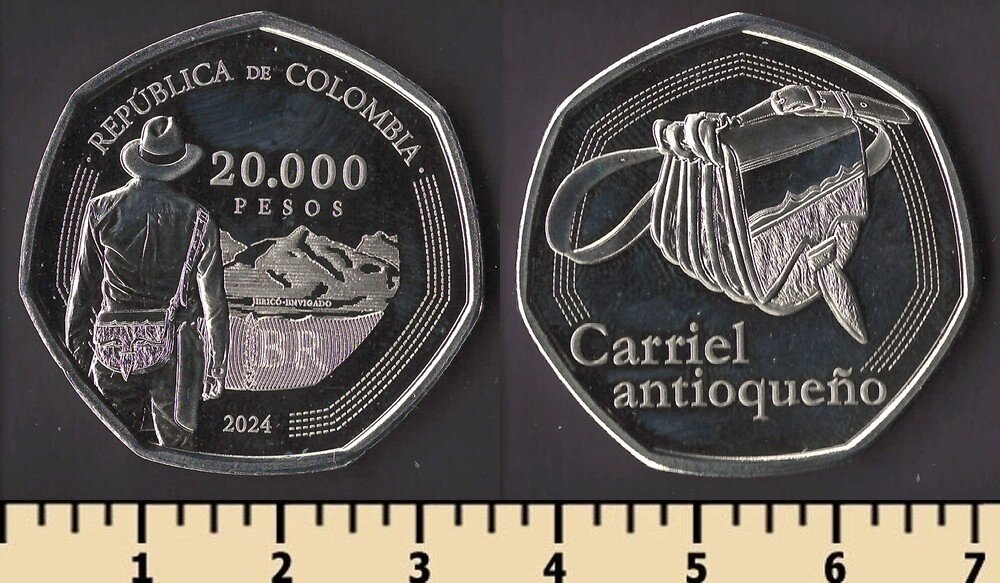 REPÚBLICA DE COLOMBIA
20.000
PESOS
JERICÓ-ENVIGADO
BR
2024
Carriel
antioqueño
1 2 3 4 5 6 7